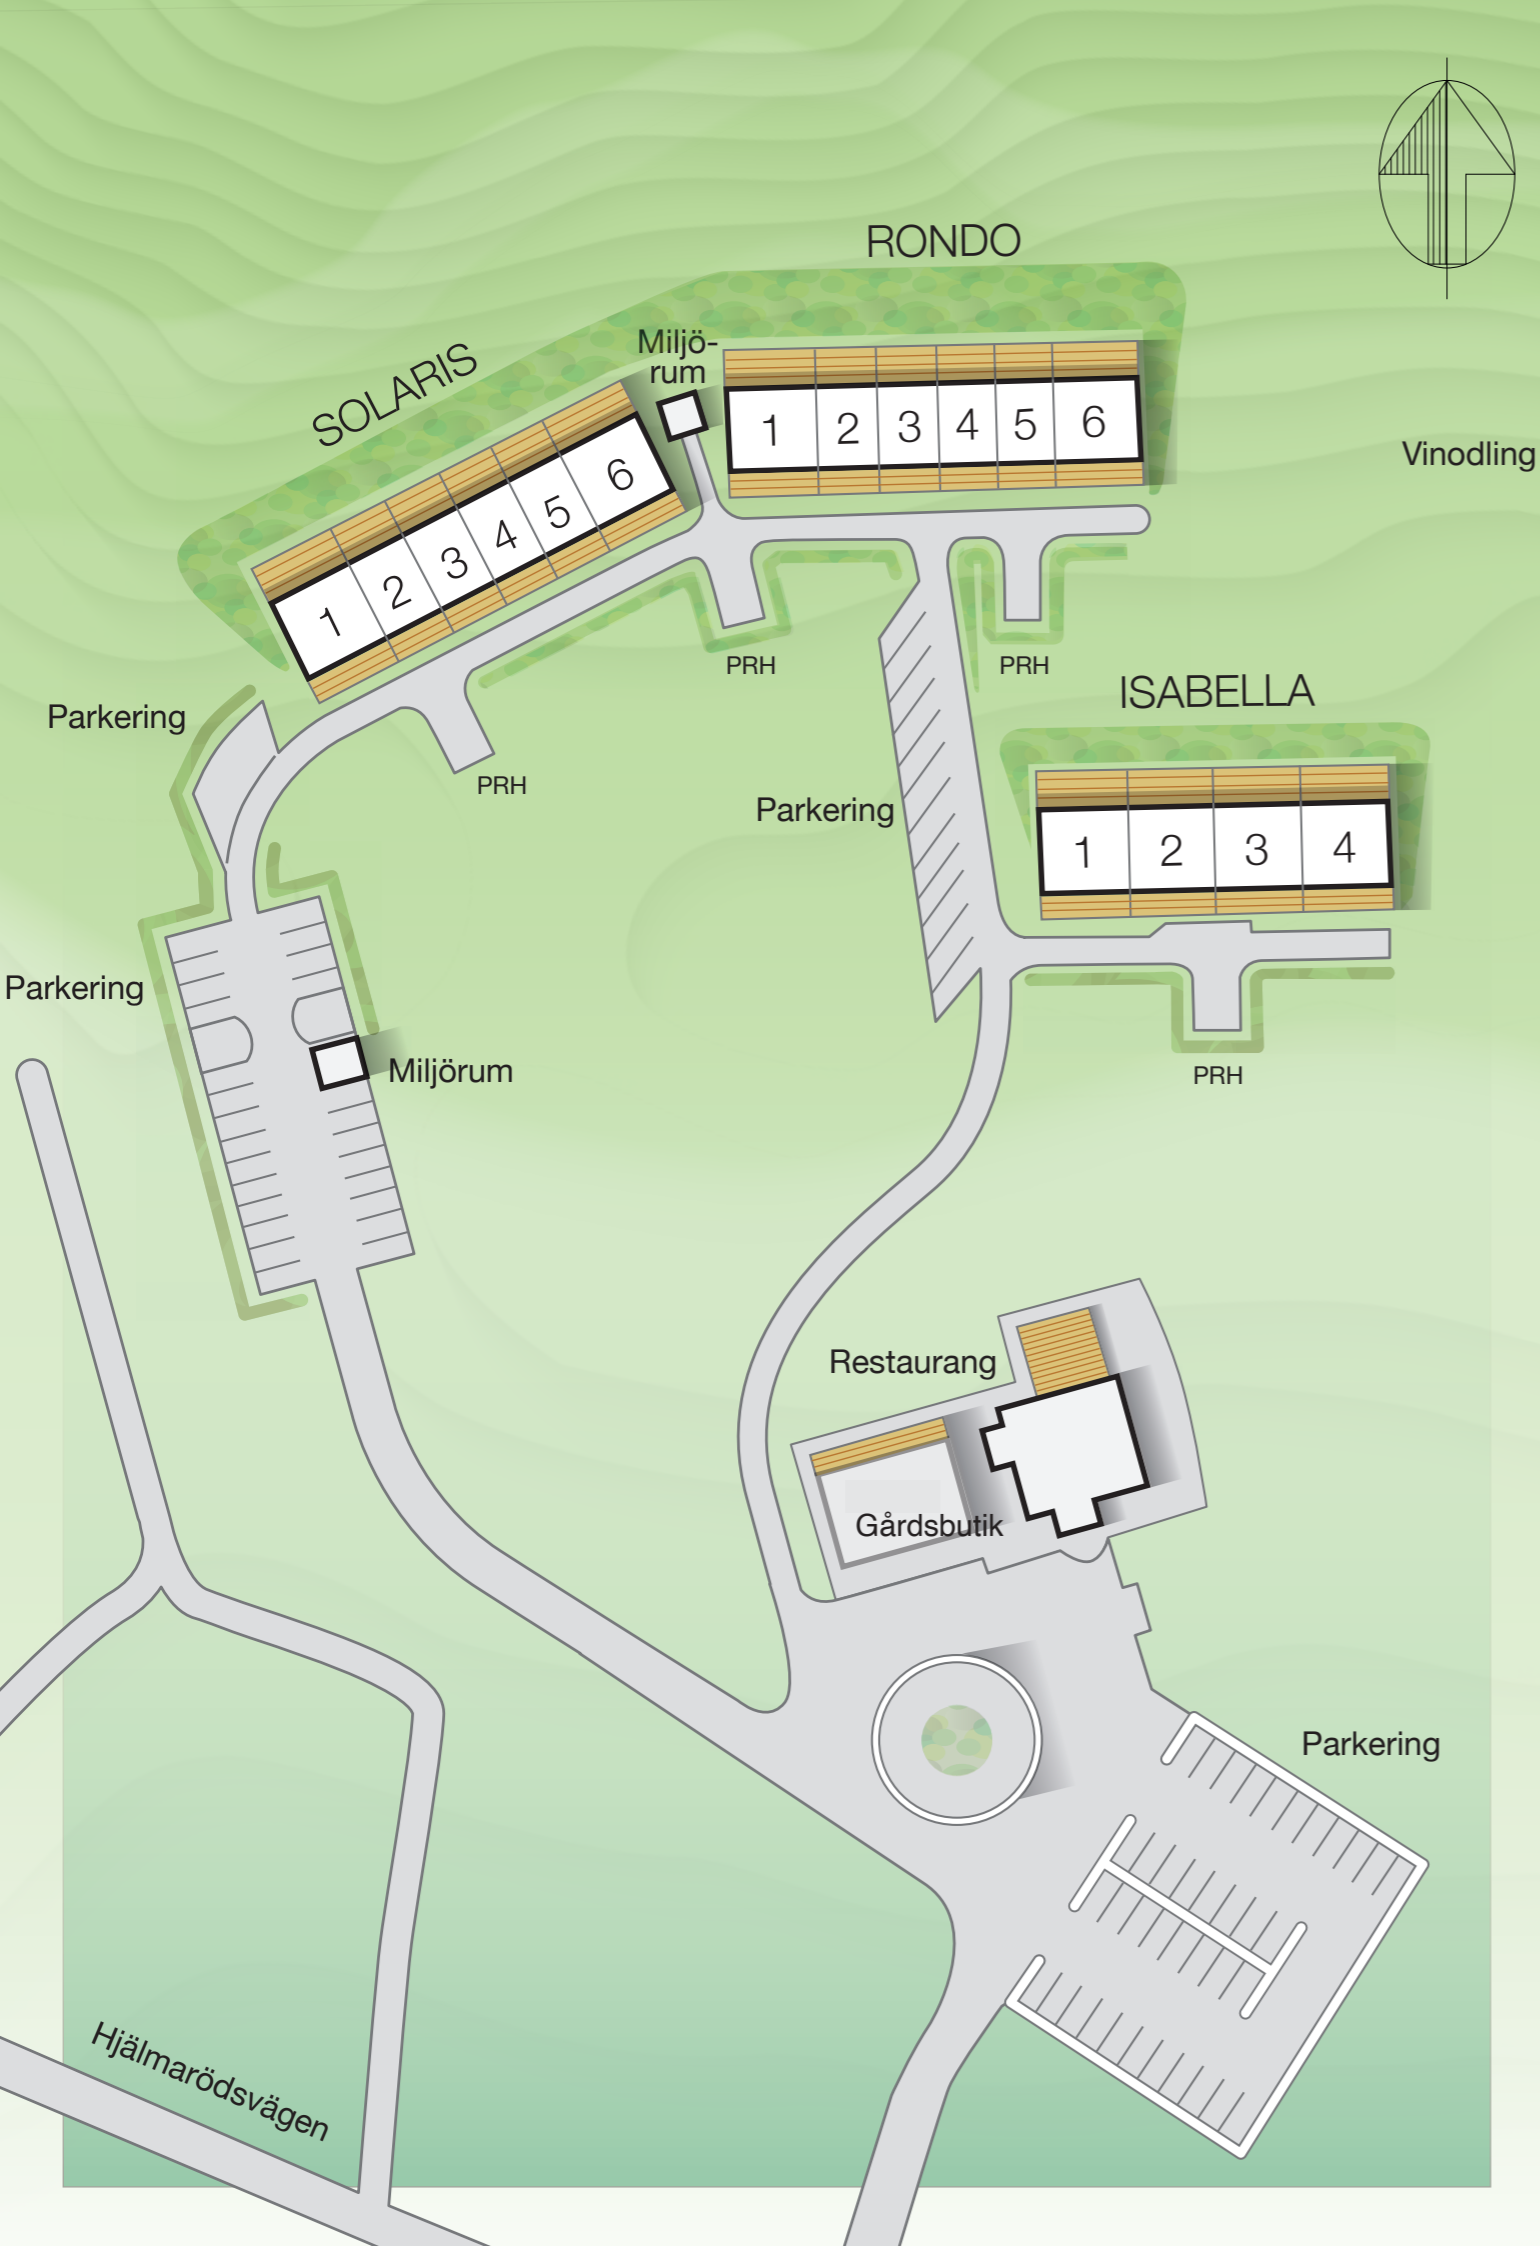 RONDO
SOLARIS
Miljö-
rum
1 2 3 4 5 6
1 2 3 4 5 6
Vinodling
PRH
PRH
ISABELLA
Parkering
PRH
Parkering
1 2 3 4
Parkering
Miljörum
PRH
Restaurang
Gårdsbutik
Parkering
Hjälmarödsvägen